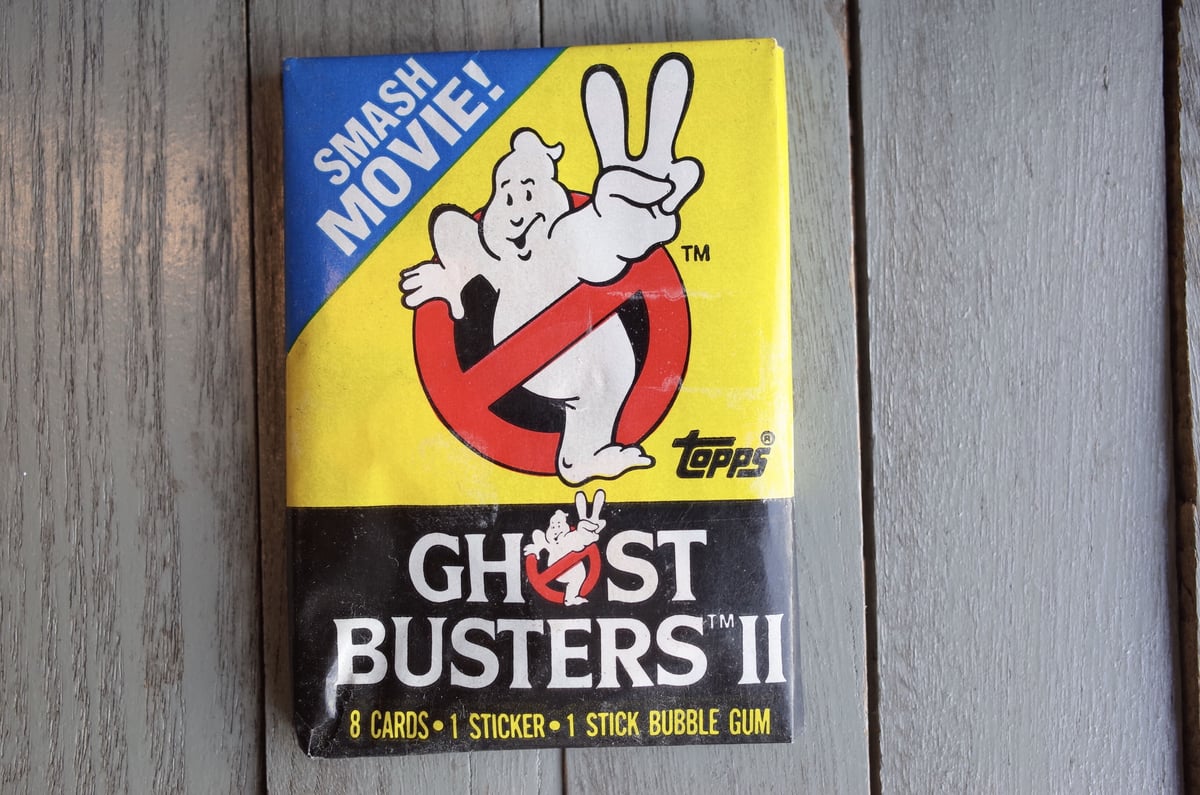 SMASH
MOVIE!
TM
topps®
GHOST
BUSTERS™ II
8 CARDS • 1 STICKER • 1 STICK BUBBLE GUM